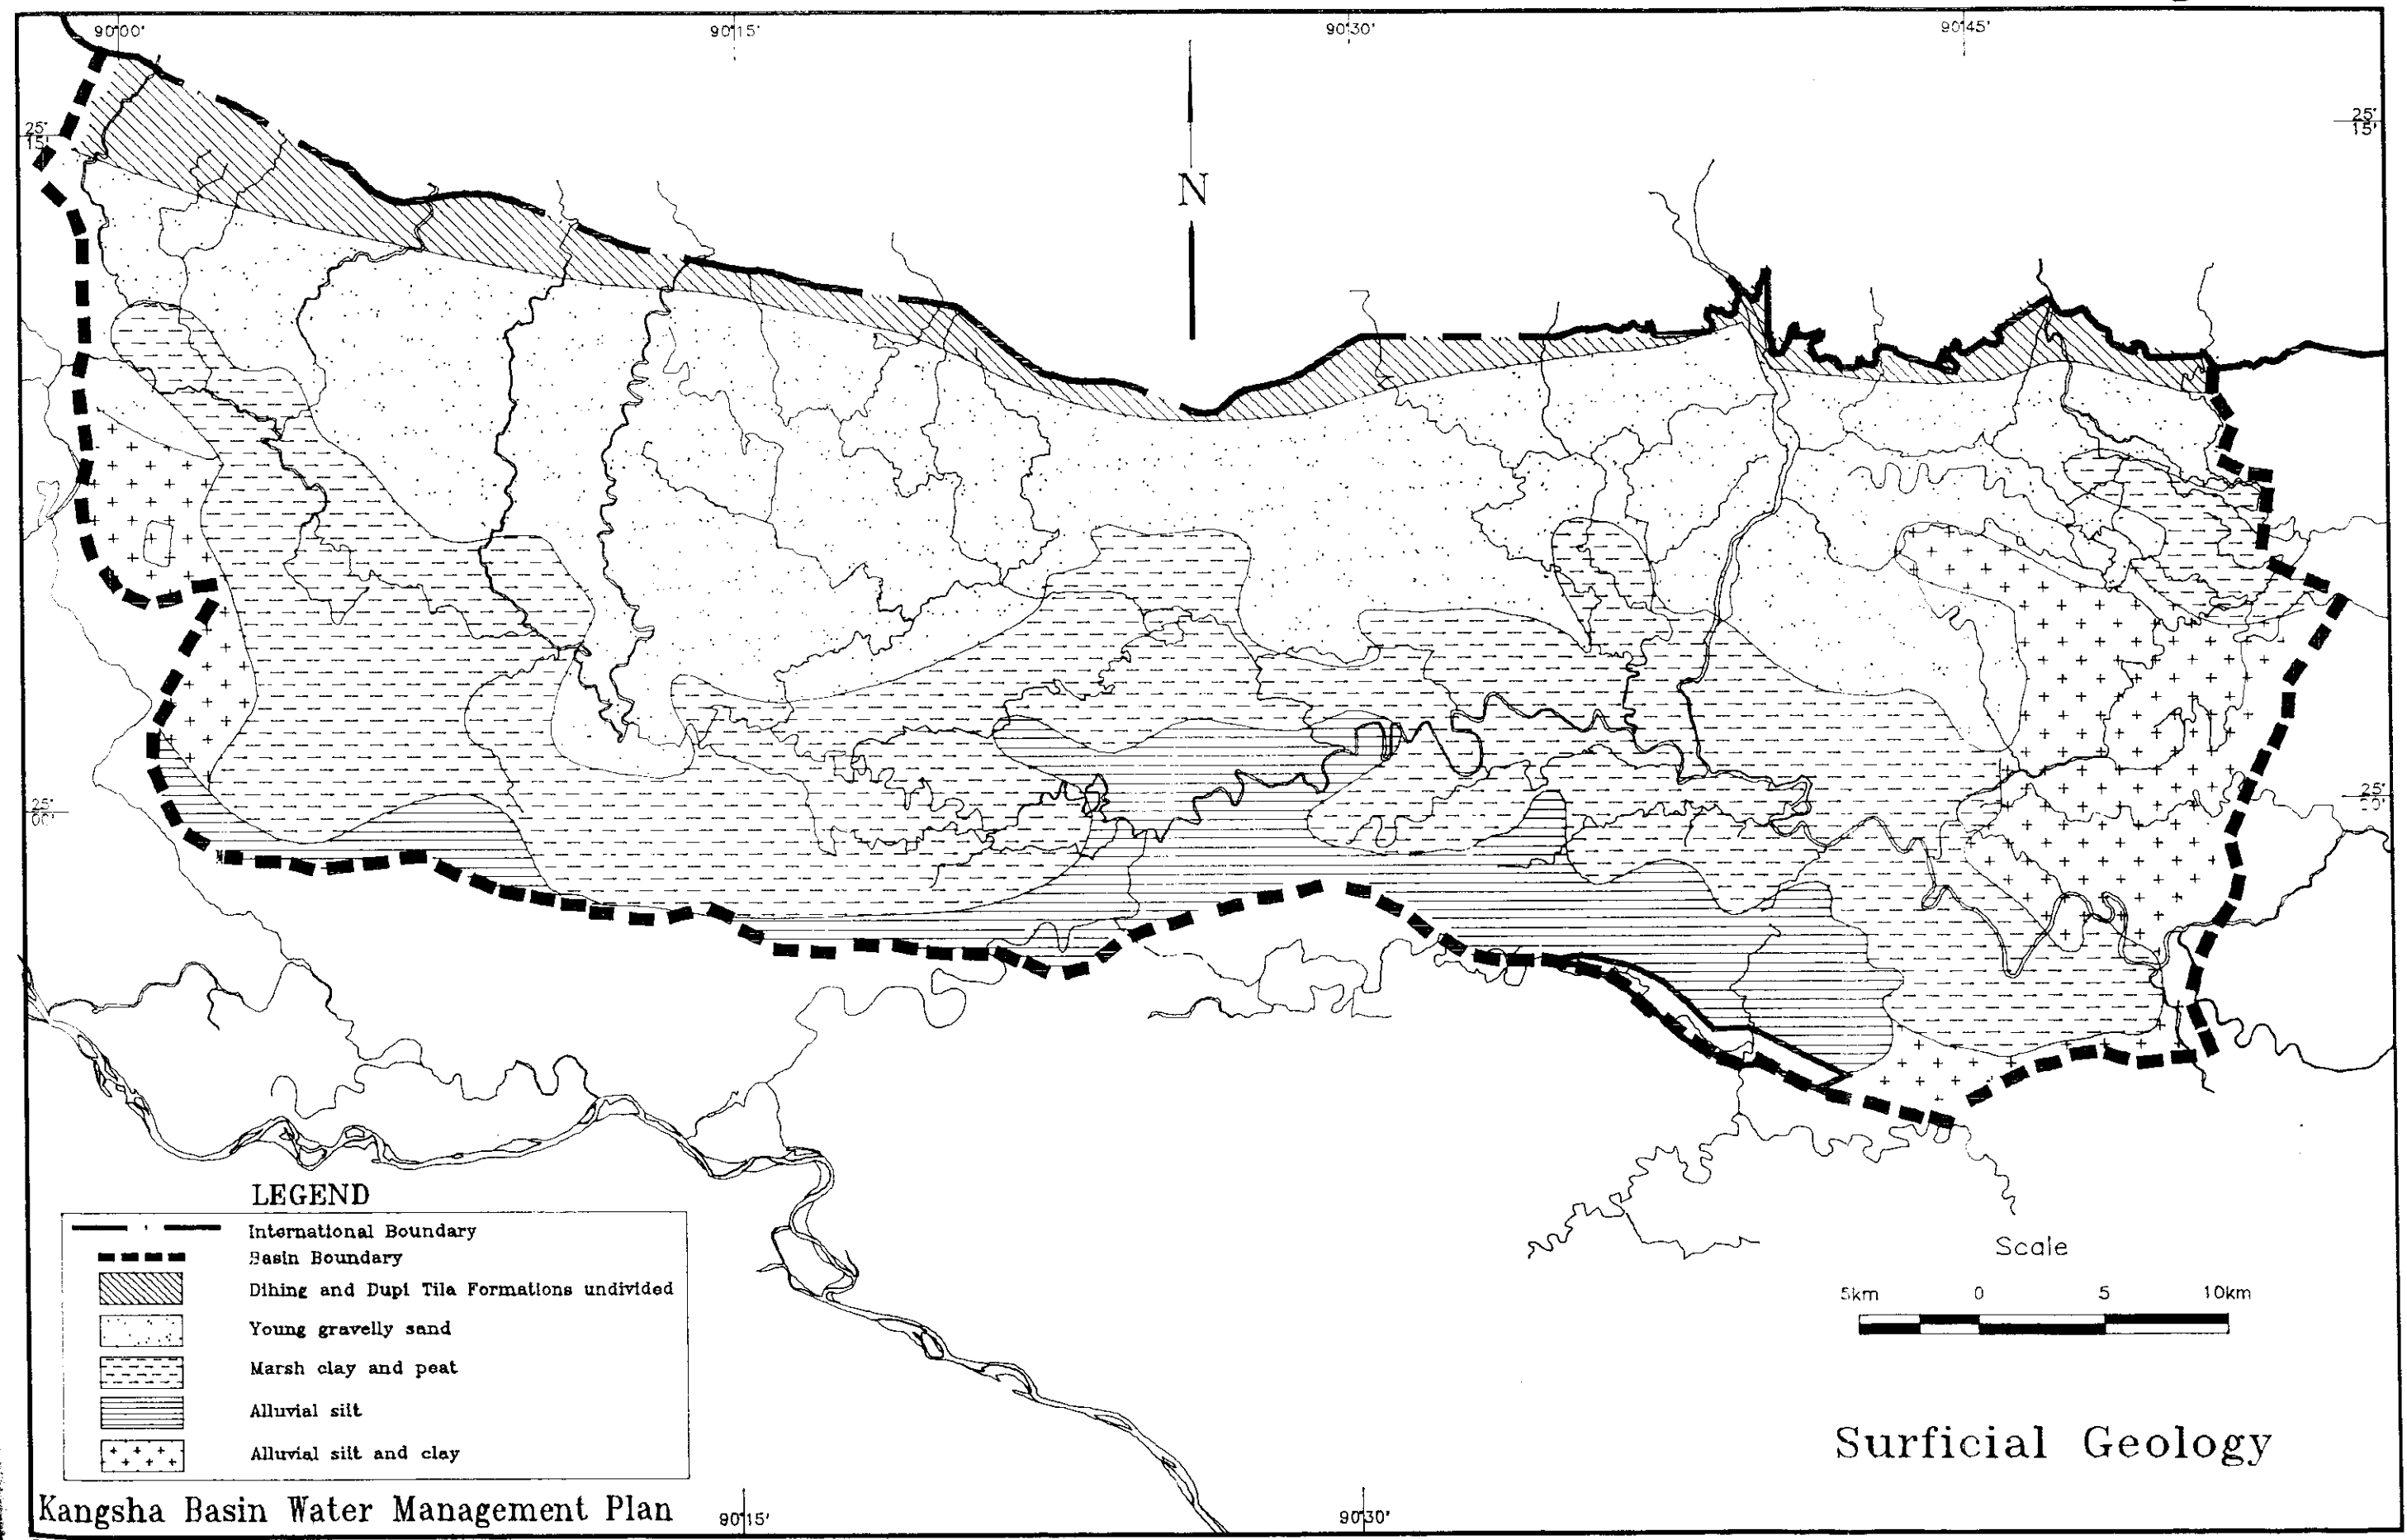 90°00'
90°15'
90°30'
90°45'
25°
15'
25°
15'
N
25°
00'
25°
00'
LEGEND
International Boundary
Basin Boundary
Dihing and Dupi Tila Formations undivided
Young gravelly sand
Marsh clay and peat
Alluvial silt
Alluvial silt and clay
Scale
5km 0 5 10km
Surficial Geology
Kangsha Basin Water Management Plan
90°15'
90°30'